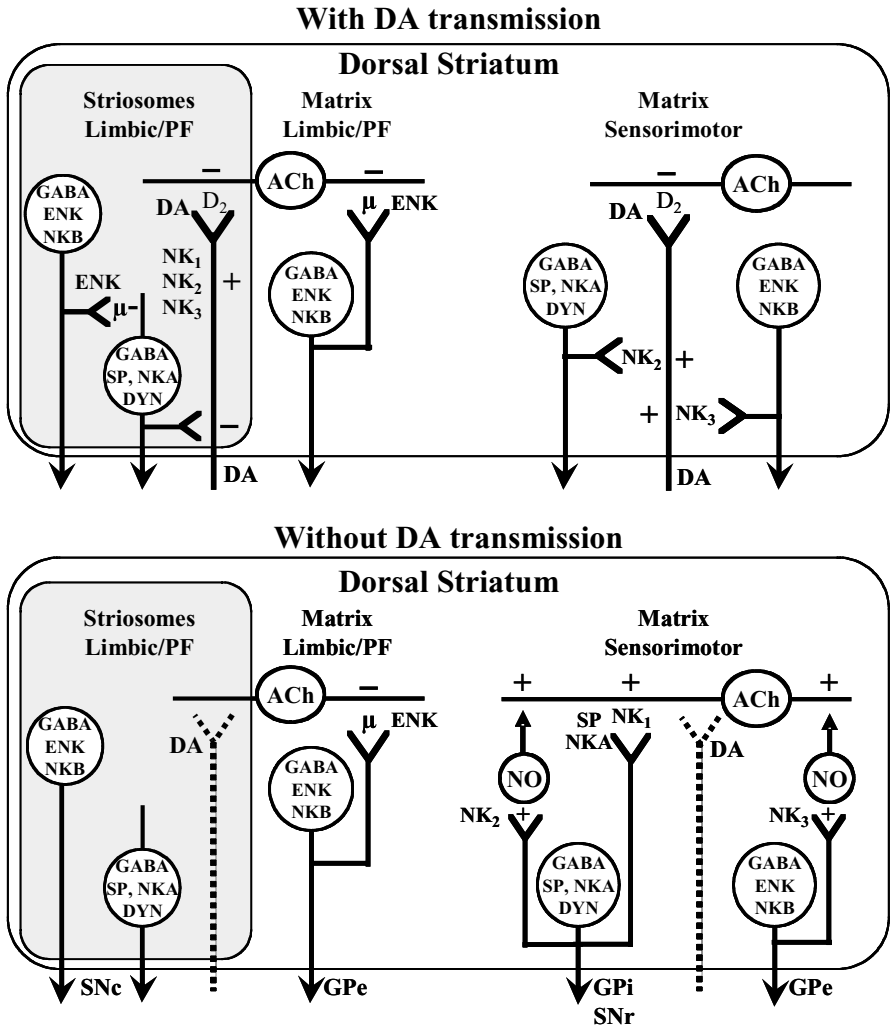 With DA transmission
Dorsal Striatum
Striosomes
Limbic/PF
Matrix
Limbic/PF
Matrix
Sensorimotor
GABA
ENK
NKB
ENK
μ-
GABA
SP, NKA
DYN
−
−
DA D₂
NK₁
NK₂
NK₃
+
DA
ACh
−
μ ENK
GABA
ENK
NKB
−
DA D₂
ACh
GABA
SP, NKA
DYN
NK₂ +
+ NK₃
GABA
ENK
NKB
DA
Without DA transmission
Dorsal Striatum
Striosomes
Limbic/PF
Matrix
Limbic/PF
Matrix
Sensorimotor
GABA
ENK
NKB
GABA
SP, NKA
DYN
DA
ACh
−
μ ENK
GABA
ENK
NKB
+
+
+
ACh
SP NK₁
NKA
DA
NO
NO
NK₂ +
NK₃ +
GABA
SP, NKA
DYN
GABA
ENK
NKB
SNc
GPe
GPi
SNr
GPe